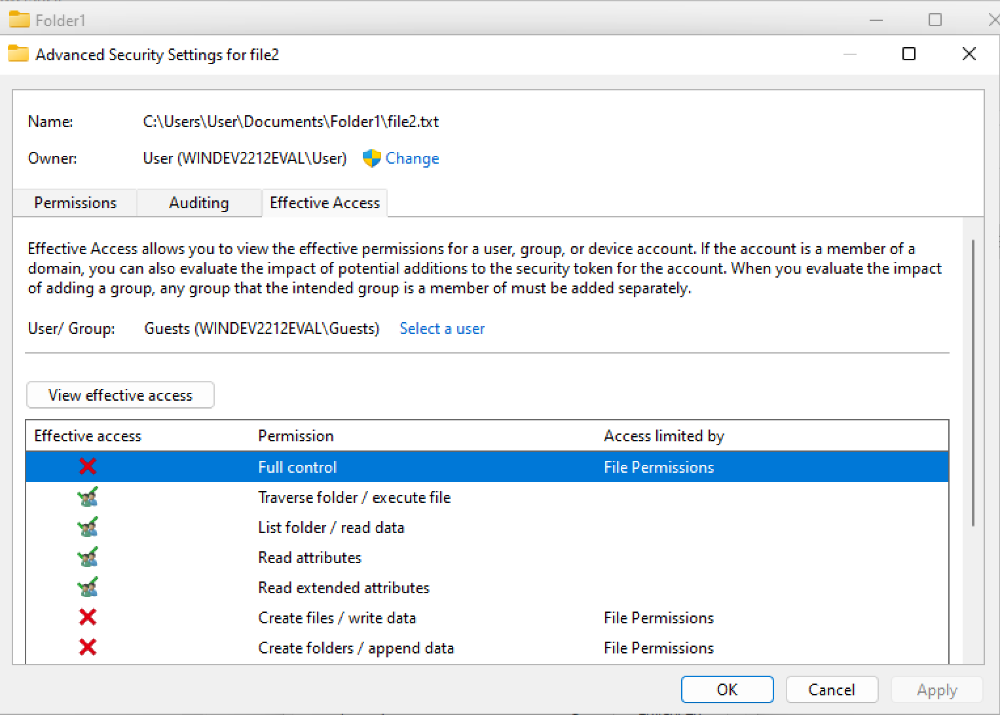 Folder1
Advanced Security Settings for file2
Name: C:\Users\User\Documents\Folder1\file2.txt
Owner: User (WINDEV2212EVAL\User) Change
Permissions Auditing Effective Access
Effective Access allows you to view the effective permissions for a user, group, or device account. If the account is a member of a
domain, you can also evaluate the impact of potential additions to the security token for the account. When you evaluate the impact
of adding a group, any group that the intended group is a member of must be added separately.
User/ Group: Guests (WINDEV2212EVAL\Guests) Select a user
View effective access
Effective access Permission Access limited by
Full control File Permissions
Traverse folder / execute file
List folder / read data
Read attributes
Read extended attributes
Create files / write data File Permissions
Create folders / append data File Permissions
OK Cancel Apply